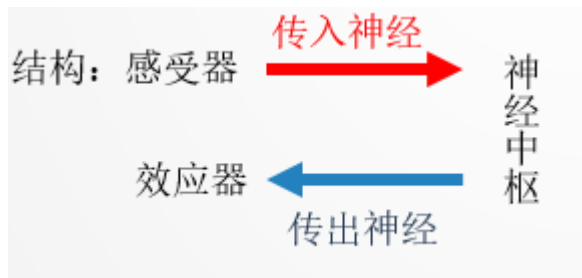 传入神经
结构：感受器
神经中枢
效应器
传出神经